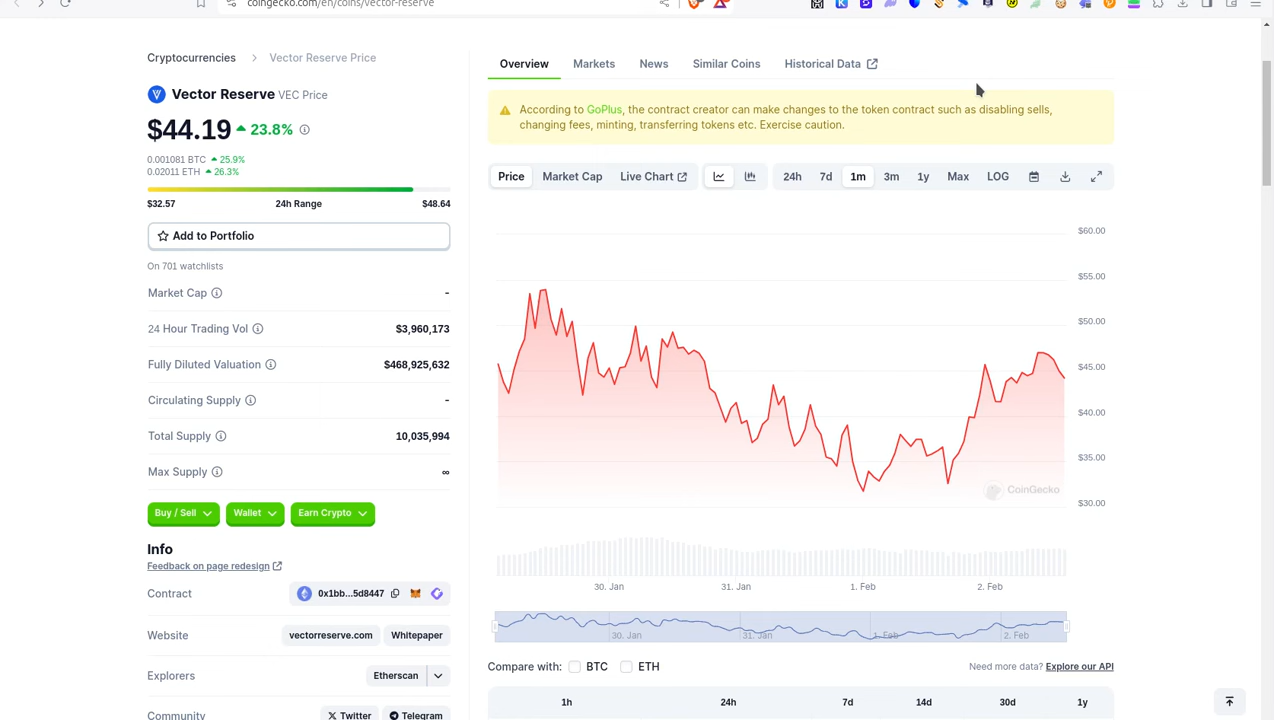 coingecko.com/en/coins/vector-reserve
Cryptocurrencies > Vector Reserve Price
Vector Reserve VEC Price
$44.19 23.8%
0.001081 BTC 25.9%
0.02011 ETH 26.3%
$32.57 24h Range $48.64
Add to Portfolio
On 701 watchlists
Market Cap -
24 Hour Trading Vol $3,960,173
Fully Diluted Valuation $468,925,632
Circulating Supply -
Total Supply 10,035,994
Max Supply ∞
Buy / Sell Wallet Earn Crypto
Info
Feedback on page redesign
Contract 0x1bb...5d8447
Website vectorreserve.com Whitepaper
Explorers Etherscan
Community Twitter Telegram
Overview Markets News Similar Coins Historical Data
According to GoPlus, the contract creator can make changes to the token contract such as disabling sells,
changing fees, minting, transferring tokens etc. Exercise caution.
Price Market Cap Live Chart 24h 7d 1m 3m 1y Max LOG
$60.00
$55.00
$50.00
$45.00
$40.00
$35.00
CoinGecko
$30.00
30. Jan 31. Jan 1. Feb 2. Feb
30. Jan 31. Jan 1. Feb 2. Feb
Compare with: BTC ETH Need more data? Explore our API
1h 24h 7d 14d 30d 1y